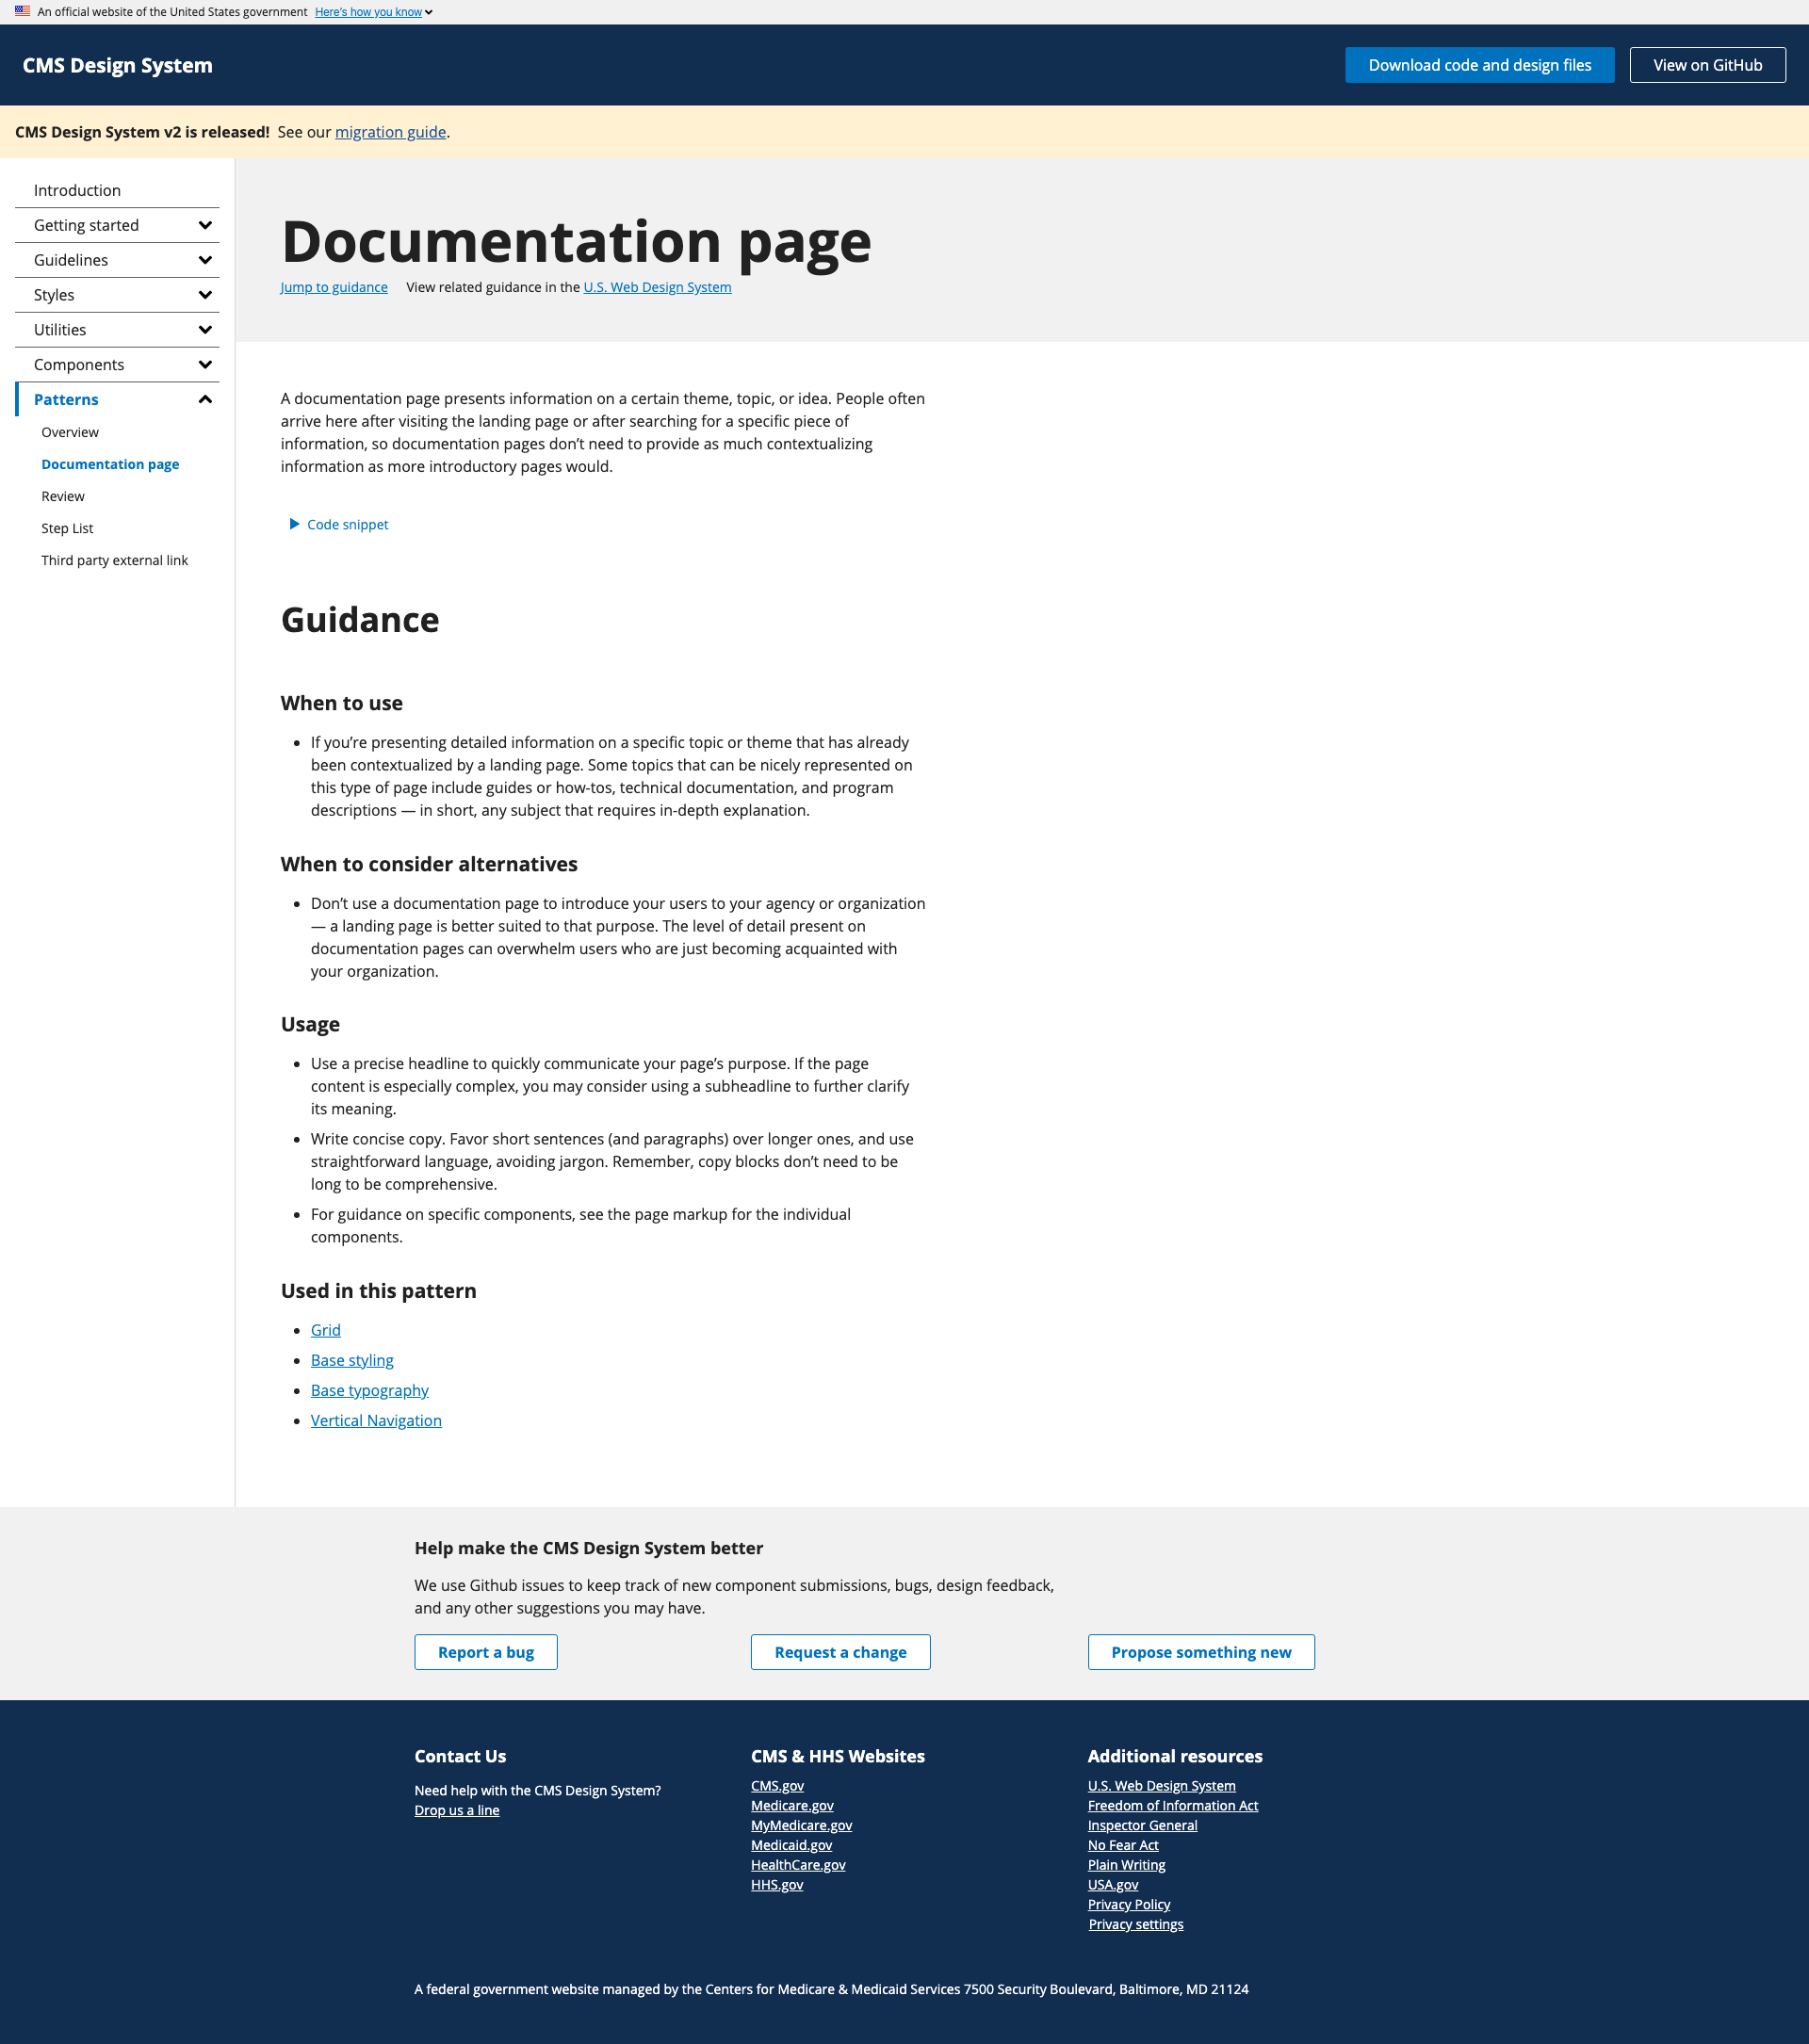 An official website of the United States government Here's how you know
CMS Design System
Download code and design files
View on GitHub
CMS Design System v2 is released! See our migration guide.
Introduction
Getting started
Guidelines
Styles
Utilities
Components
Patterns
Overview
Documentation page
Review
Step List
Third party external link
Documentation page
Jump to guidance View related guidance in the U.S. Web Design System
A documentation page presents information on a certain theme, topic, or idea. People often
arrive here after visiting the landing page or after searching for a specific piece of
information, so documentation pages don’t need to provide as much contextualizing
information as more introductory pages would.
Code snippet
Guidance
When to use
If you’re presenting detailed information on a specific topic or theme that has already
been contextualized by a landing page. Some topics that can be nicely represented on
this type of page include guides or how-tos, technical documentation, and program
descriptions — in short, any subject that requires in-depth explanation.
When to consider alternatives
Don’t use a documentation page to introduce your users to your agency or organization
— a landing page is better suited to that purpose. The level of detail present on
documentation pages can overwhelm users who are just becoming acquainted with
your organization.
Usage
Use a precise headline to quickly communicate your page’s purpose. If the page
content is especially complex, you may consider using a subheadline to further clarify
its meaning.
Write concise copy. Favor short sentences (and paragraphs) over longer ones, and use
straightforward language, avoiding jargon. Remember, copy blocks don’t need to be
long to be comprehensive.
For guidance on specific components, see the page markup for the individual
components.
Used in this pattern
Grid
Base styling
Base typography
Vertical Navigation
Help make the CMS Design System better
We use Github issues to keep track of new component submissions, bugs, design feedback,
and any other suggestions you may have.
Report a bug
Request a change
Propose something new
Contact Us
Need help with the CMS Design System?
Drop us a line
CMS & HHS Websites
CMS.gov
Medicare.gov
MyMedicare.gov
Medicaid.gov
HealthCare.gov
HHS.gov
Additional resources
U.S. Web Design System
Freedom of Information Act
Inspector General
No Fear Act
Plain Writing
USA.gov
Privacy Policy
Privacy settings
A federal government website managed by the Centers for Medicare & Medicaid Services 7500 Security Boulevard, Baltimore, MD 21124